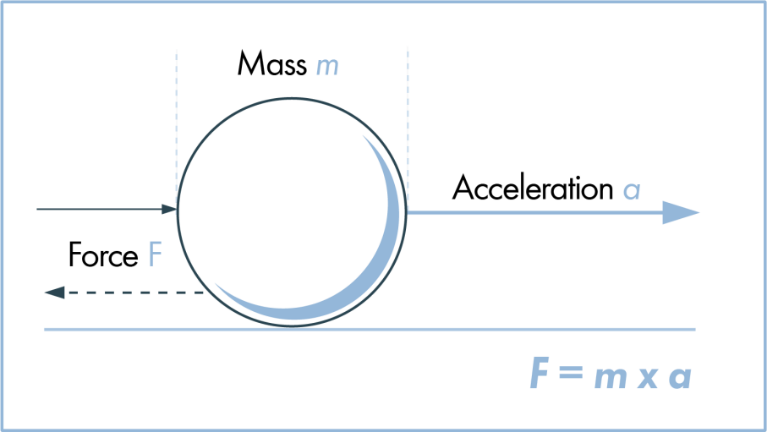 Mass m
Acceleration a
Force F
F = m x a